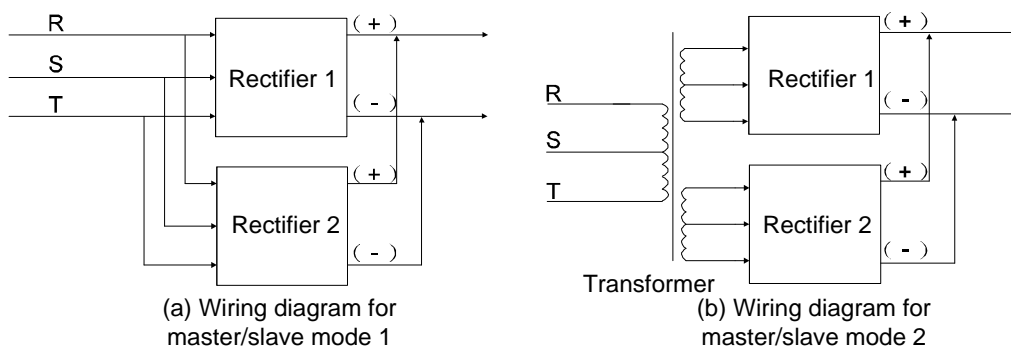 R
S
T
Rectifier 1
(+)
(-)
Rectifier 2
(+)
(-)
(a) Wiring diagram for
master/slave mode 1
R
S
T
Transformer
Rectifier 1
(+)
(-)
Rectifier 2
(+)
(-)
(b) Wiring diagram for
master/slave mode 2